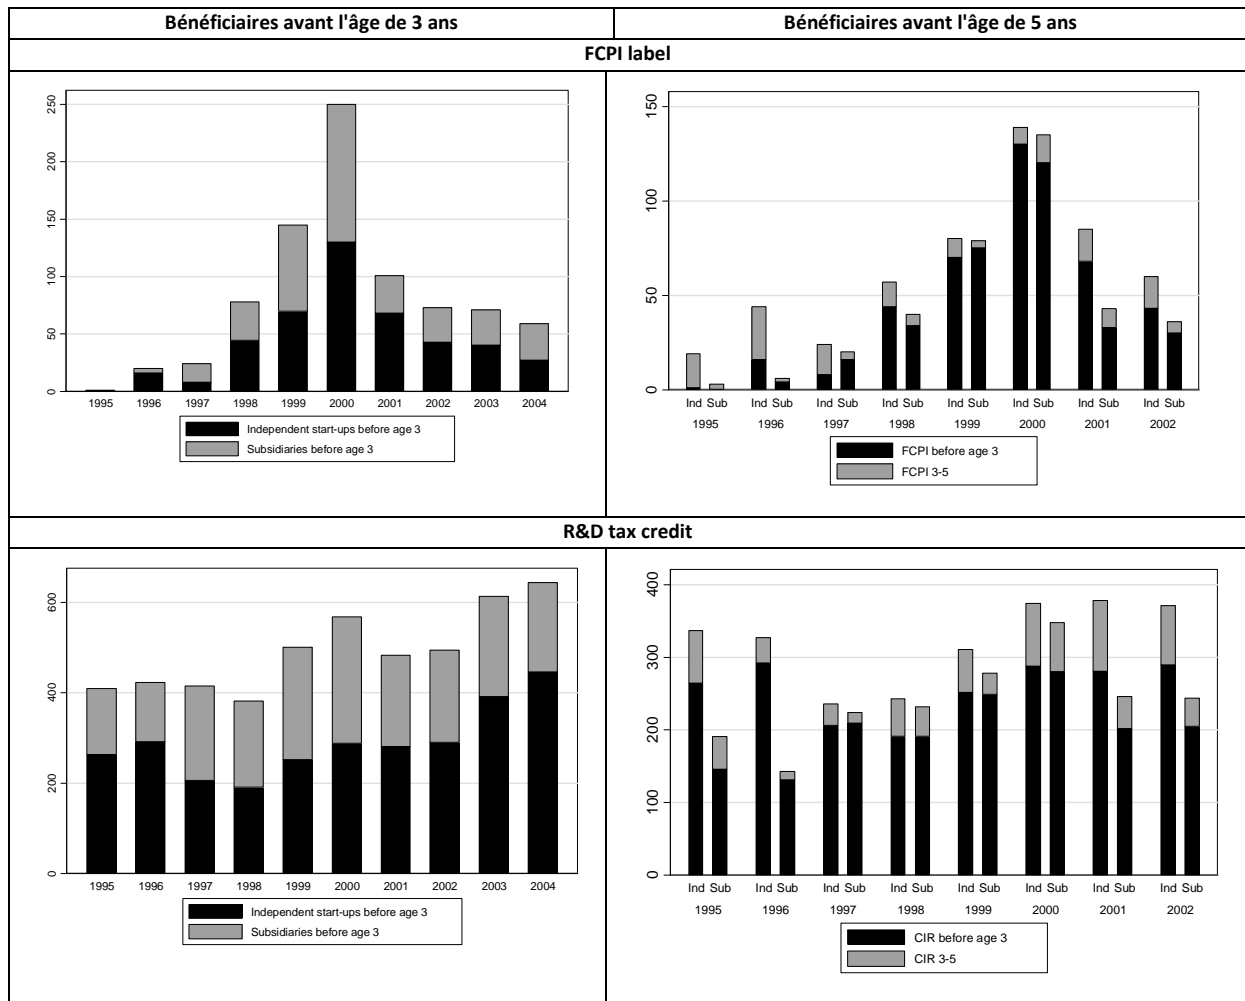 Bénéficiaires avant l'âge de 3 ans
Bénéficiaires avant l'âge de 5 ans
FCPI label
250
200
150
100
50
0
1995 1996 1997 1998 1999 2000 2001 2002 2003 2004
Independent start-ups before age 3
Subsidiaries before age 3
150
100
50
0
Ind Sub Ind Sub Ind Sub Ind Sub Ind Sub Ind Sub Ind Sub Ind Sub
1995 1996 1997 1998 1999 2000 2001 2002
FCPI before age 3
FCPI 3-5
R&D tax credit
600
400
200
0
1995 1996 1997 1998 1999 2000 2001 2002 2003 2004
Independent start-ups before age 3
Subsidiaries before age 3
400
300
200
100
0
Ind Sub Ind Sub Ind Sub Ind Sub Ind Sub Ind Sub Ind Sub Ind Sub
1995 1996 1997 1998 1999 2000 2001 2002
CIR before age 3
CIR 3-5